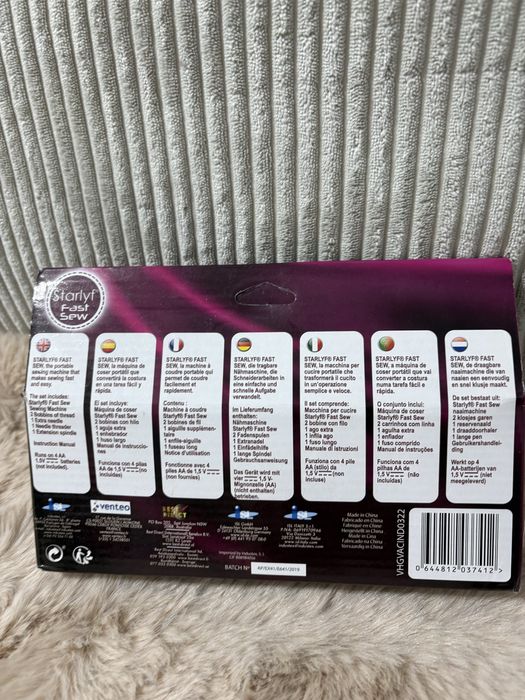 Starlyf
Fast
Sew
STARLYF® FAST
SEW, the portable
sewing machine that
makes sewing fast
and easy.
The set includes:
Starlyf® Fast Sew
Sewing Machine
2 Bobbins of thread
1 Extra needle
1 Needle threader
1 Extension spindle
Instruction Manual
Runs on 4 AA
1,5V batteries
(not included).
STARLYF® FAST
SEW, la máquina de
coser portátil que
convertirá la costura
en una tarea fácil y
rápida.
El set incluye:
Máquina de coser
Starlyf® Fast Sew
2 bobinas con filo
1 aguja extra
1 enhebrador
1 huso largo
Manual de instruccio-
nes
Funciona con 4 pilas
AA de 1,5 V (no
incluidas)
STARLYF® FAST
SEW, la machine à
coudre portable qui
permet de coudre
facilement et
rapidement.
Contenu :
Machine à coudre
Starlyf® Fast Sew
2 bobines de fil
1 aiguille supplémen-
taire
1 enfile-aiguille
1 fuseau long
Notice d'utilisation
Fonctionne avec 4
piles AA de 1,5 V
(non fournies)
STARLYF® FAST
SEW, die tragbare
Nähmaschine, die
Schneiderarbeiten in
eine einfache und
schnelle Aufgabe
verwandelt.
Im Lieferumfang
enthalten:
Nähmaschine
Starlyf® Fast Sew
2 Fadenspulen
1 Extranadel
1 Einfädelhilfe
1 lange Spindel
Gebrauchsanweisung
Das Gerät wird mit
vier 1,5 V-
Mignonzelle (AA)
(nicht enthalten)
betrieben.
STARLYF® FAST
SEW, la macchina per
cucire portatile che
trasformerà il cucito
in un'operazione
semplice e veloce.
Il set comprende:
Macchina per cucire
Starlyf® Fast Sew
2 bobine con filo
1 ago extra
1 infila ago
1 fuso lungo
Manuale di istruzioni
Funziona con 4 pile
AA (stilo) da
1,5 V (non
incluse)
STARLYF® FAST
SEW, a máquina de
coser portátil que vai
converter a costura
numa tarefa fácil e
rápida.
O conjunto inclui:
Máquina de coser
Starlyf® Fast Sew
2 carrinhos com linha
1 agulha extra
1 enfiador
1 fuso comprido
Manual de instruções
Funciona com 4
pilhas AA de 1,5 V
(não incluídas)
STARLYF® FAST
SEW, de draagbare
naaimachine die van
naaien een eenvoudig
en snel klusje maakt.
De set bestaat uit:
Starlyf® Fast Sew
naaimachine
2 klosjes garen
1 reservenaald
1 draaddoorhaler
1 lange pen
Gebruikershandlei-
ding
Werkt op 4
AA-batterijen van
1,5 V (niet
meegeleverd)
venteo
ISL GmbH
ISL ITALY S.r.l.
Made in China
Fabricado en China
Fabriqué en Chine
Hergestellt in China
Made in Cina
Fabricado na China
Vervaardigd in China
BATCH Nº
VHGVACIND0322
0 644812 037412 >